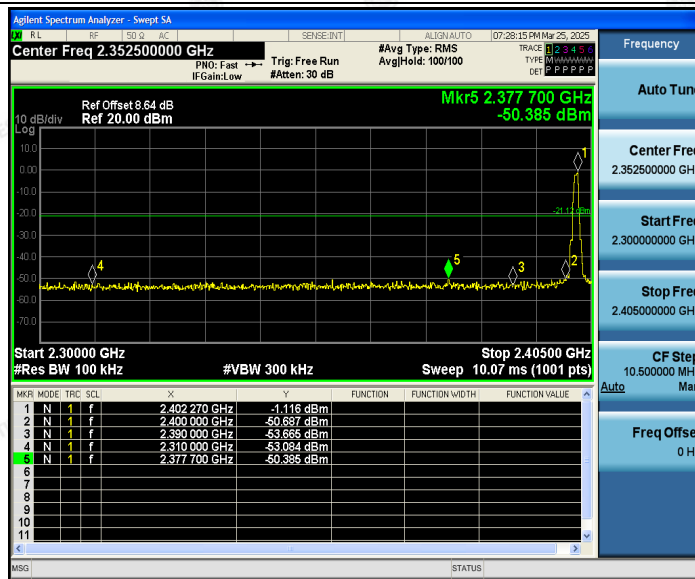 Agilent Spectrum Analyzer - Swept SA
RL RF 50 Ω AC SENSE:INT ALIGN AUTO 07:28:15 PM Mar 25, 2025
Center Freq 2.352500000 GHz
PNO: Fast
IFGain:Low
Trig: Free Run
#Atten: 30 dB
#Avg Type: RMS
Avg|Hold: 100/100
TRACE 1 2 3 4 5 6
TYPE M
DET P P P P P P
Ref Offset 8.64 dB
10 dB/div Ref 20.00 dBm
Log
Mkr5 2.377 700 GHz
-50.385 dBm
10.0
0.00
-10.0
-20.0
-30.0
-40.0
-50.0
-60.0
-70.0
-21.12 dBm
1
2
3
4
5
Start 2.30000 GHz Stop 2.40500 GHz
#Res BW 100 kHz #VBW 300 kHz Sweep 10.07 ms (1001 pts)
MKR MODE TRC SCL X Y FUNCTION FUNCTION WIDTH FUNCTION VALUE
1 N 1 f 2.402 270 GHz -1.116 dBm
2 N 1 f 2.400 000 GHz -50.687 dBm
3 N 1 f 2.390 000 GHz -53.665 dBm
4 N 1 f 2.310 000 GHz -53.084 dBm
5 N 1 f 2.377 700 GHz -50.385 dBm
6
7
8
9
10
11
MSG STATUS
Frequency
Auto Tun
Center Fre
2.352500000 GH
Start Fre
2.300000000 GH
Stop Fre
2.405000000 GH
CF Ste
10.500000 MH
Auto Ma
Freq Offse
0 H